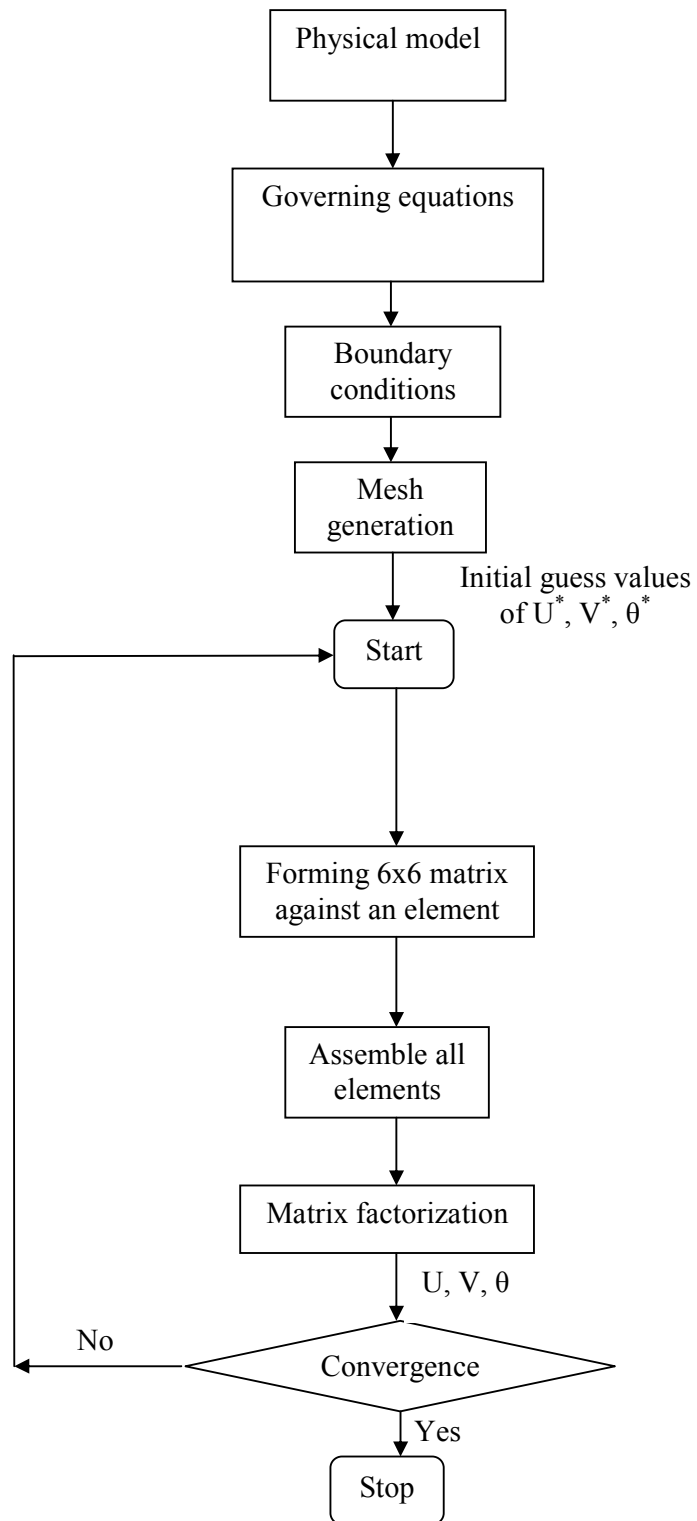 Physical model
Governing equations
Boundary
conditions
Mesh
generation
Initial guess values
of U*, V*, θ*
Start
Forming 6x6 matrix
against an element
Assemble all
elements
Matrix factorization
U, V, θ
No
Convergence
Yes
Stop